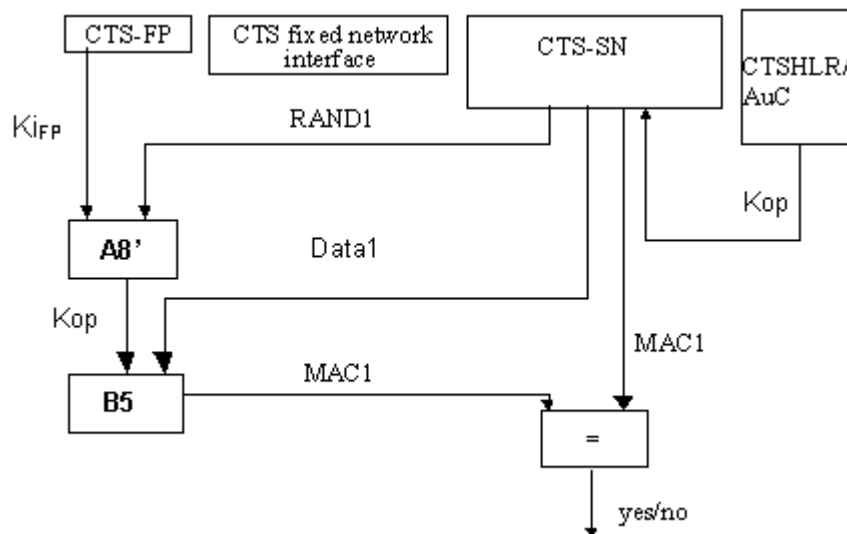 CTS-FP
CTS fixed network
interface
CTS-SN
CTSHLRA
AuC
KiFP
RAND1
Kop
A8’
Data1
Kop
MAC1
MAC1
B5
=
yes/no